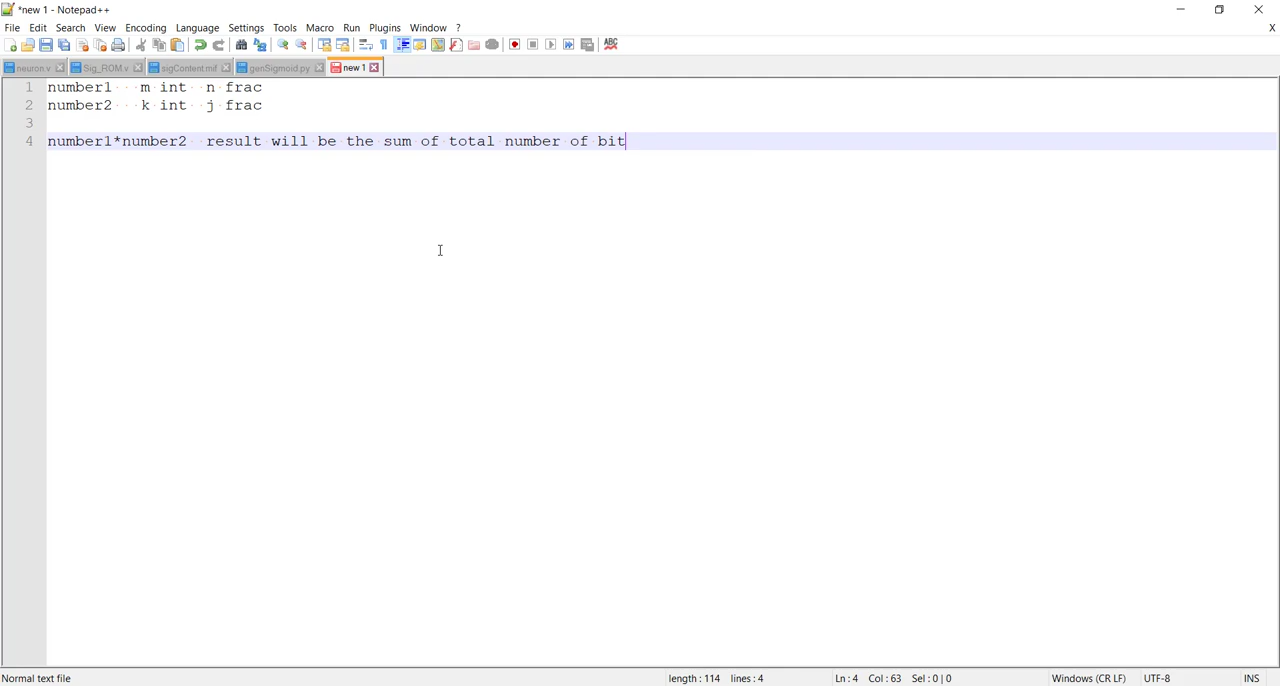 *new 1 - Notepad++
File Edit Search View Encoding Language Settings Tools Macro Run Plugins Window ? X
neuron.v Sig_ROM.v sigContent.mif genSigmoid.py new 1
1 number1 m int n frac
2 number2 k int j frac
3
4 number1*number2 result will be the sum of total number of bit
Normal text file length : 114 lines : 4 Ln : 4 Col : 63 Sel : 0 | 0 Windows (CR LF) UTF-8 INS